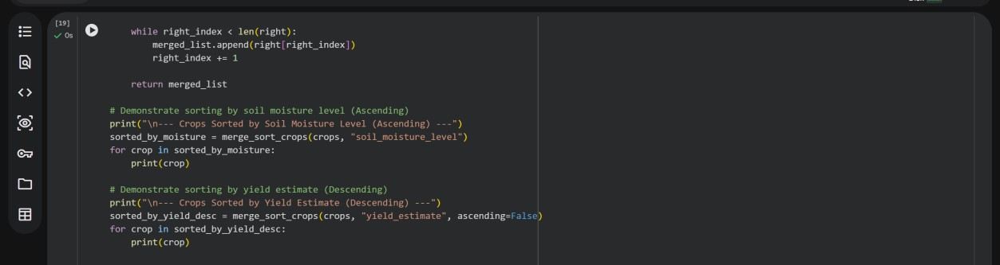 [19]
0s
    while right_index < len(right):
        merged_list.append(right[right_index])
        right_index += 1

    return merged_list

# Demonstrate sorting by soil moisture level (Ascending)
print("\n--- Crops Sorted by Soil Moisture Level (Ascending) ---")
sorted_by_moisture = merge_sort_crops(crops, "soil_moisture_level")
for crop in sorted_by_moisture:
    print(crop)

# Demonstrate sorting by yield estimate (Descending)
print("\n--- Crops Sorted by Yield Estimate (Descending) ---")
sorted_by_yield_desc = merge_sort_crops(crops, "yield_estimate", ascending=False)
for crop in sorted_by_yield_desc:
    print(crop)